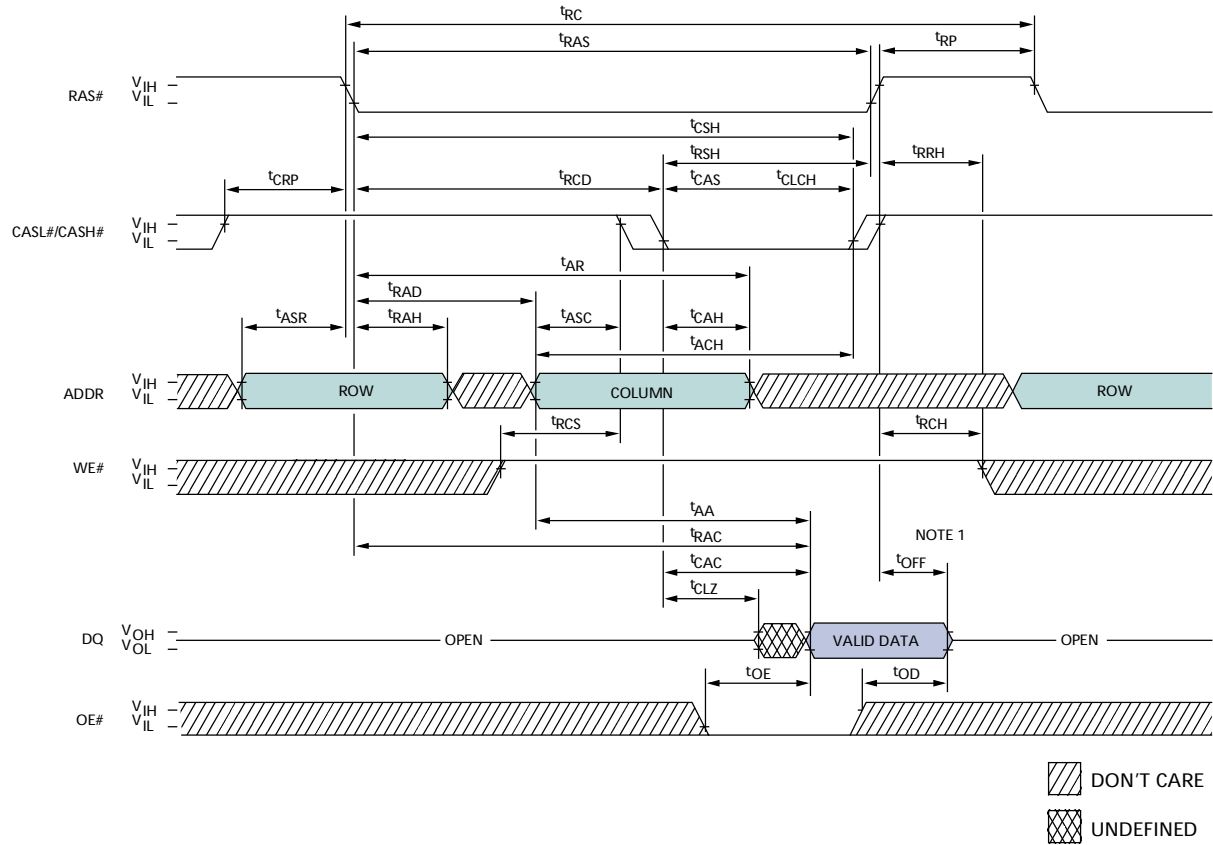 tRC
tRAS
tRP
RAS#
VIH
VIL
tCSH
tRSH
tRRH
tCRP
tRCD
tCAS
tCLCH
CASL#/CASH#
VIH
VIL
tAR
tRAD
tASR
tRAH
tASC
tCAH
tACH
ADDR
VIH
VIL
ROW
COLUMN
ROW
tRCS
tRCH
WE#
VIH
VIL
tAA
tRAC
NOTE 1
tCAC
tOFF
tCLZ
DQ
VOH
VOL
OPEN
VALID DATA
OPEN
tOE
tOD
OE#
VIH
VIL
DON'T CARE
UNDEFINED